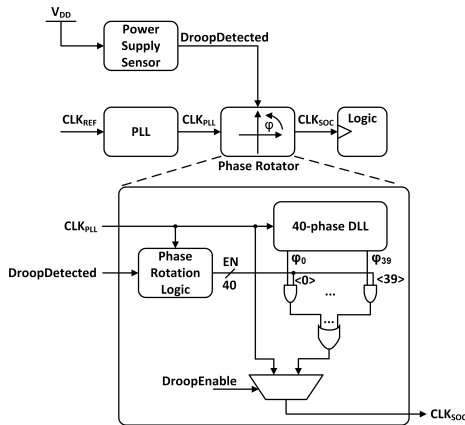 V_DD
Power
Supply
Sensor
DroopDetected
CLK_REF
PLL
CLK_PLL
φ
CLK_SOC
Logic
Phase Rotator
CLK_PLL
40-phase DLL
DroopDetected
Phase
Rotation
Logic
EN
40
φ_0
φ_39
<0>
<39>
...
...
DroopEnable
CLK_SOC